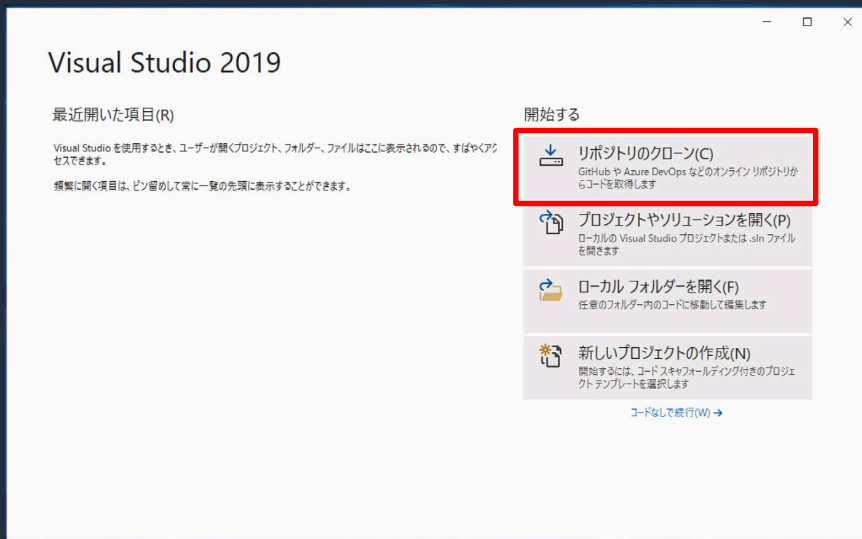 Visual Studio 2019
最近開いた項目(R)
Visual Studio を使用するとき、ユーザーが開くプロジェクト、フォルダー、ファイルはここに表示されるので、すばやくアク
セスできます。
頻繁に開く項目は、ピン留めして常に一覧の先頭に表示することができます。
開始する
リポジトリのクローン(C)
GitHub や Azure DevOps などのオンライン リポジトリか
らコードを取得します
プロジェクトやソリューションを開く(P)
ローカルの Visual Studio プロジェクトまたは .sln ファイル
を開きます
ローカル フォルダーを開く(F)
任意のフォルダー内のコードに移動して編集します
新しいプロジェクトの作成(N)
開始するには、コード スキャフォールディング付きのプロジェ
クト テンプレートを選択します
コードなしで続行(W) →